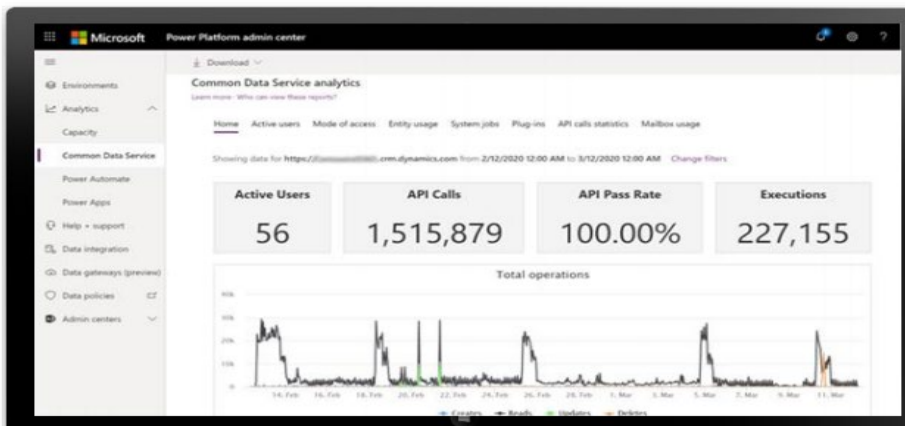 Microsoft Power Platform admin center ?
Download
Common Data Service analytics
Learn more: Who can view these reports?
Environments
Analytics
Capacity
Common Data Service
Power Automate
Power Apps
Help + support
Data integration
Data gateways (preview)
Data policies
Admin centers
Home Active users Mode of access Entity usage System jobs Plug-ins API calls statistics Mailbox usage
Showing data for https:// .crm.dynamics.com from 2/12/2020 12:00 AM to 3/12/2020 12:00 AM Change filters
Active Users API Calls API Pass Rate Executions
56 1,515,879 100.00% 227,155
Total operations
40k
30k
20k
10k
0
14. Feb 16. Feb 18. Feb 20. Feb 22. Feb 24. Feb 26. Feb 28. Feb 1. Mar 3. Mar 5. Mar 7. Mar 9. Mar 11. Mar
Creates Reads Updates Deletes